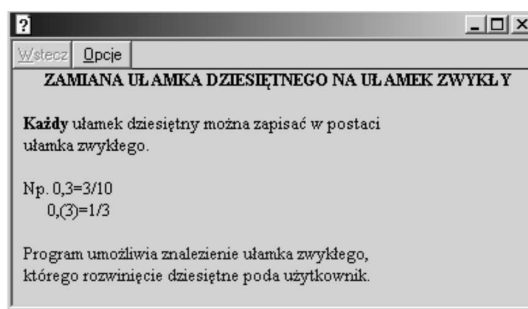 ?
Wstecz Opcje
ZAMIANA UŁAMKA DZIESIĘTNEGO NA UŁAMEK ZWYKŁY
Każdy ułamek dziesiętny można zapisać w postaci
ułamka zwykłego.
Np. 0,3=3/10
0,(3)=1/3
Program umożliwia znalezienie ułamka zwykłego,
którego rozwinięcie dziesiętne poda użytkownik.